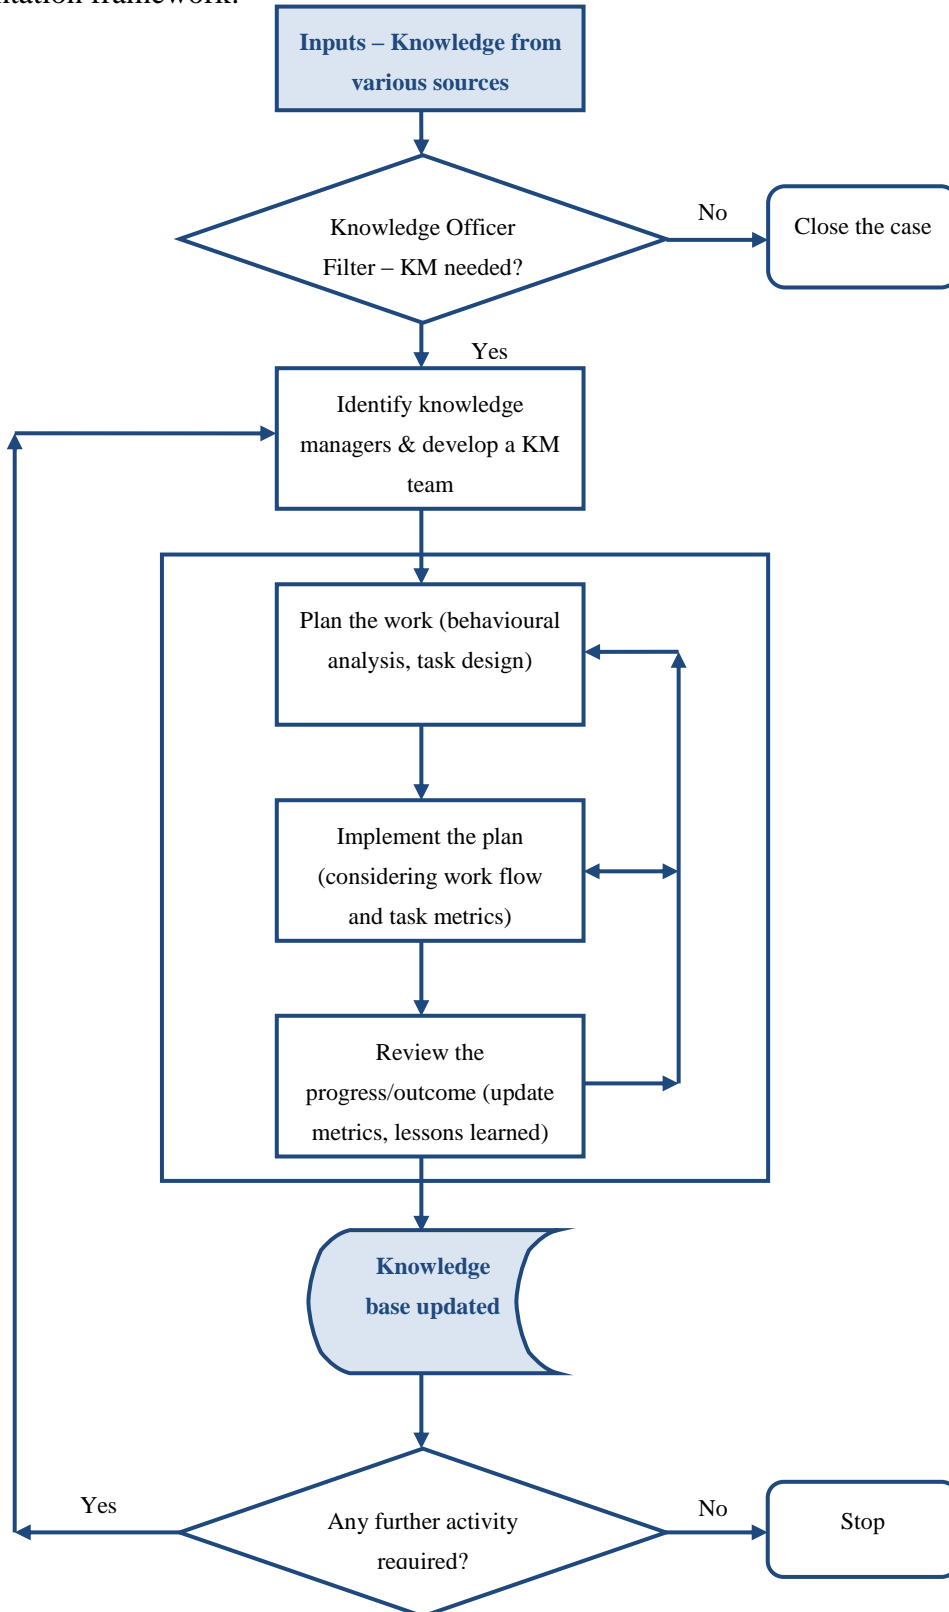 framework.
Inputs – Knowledge from
various sources
Knowledge Officer
Filter – KM needed?
No
Close the case
Yes
Identify knowledge
managers & develop a KM
team
Plan the work (behavioural
analysis, task design)
Implement the plan
(considering work flow
and task metrics)
Review the
progress/outcome (update
metrics, lessons learned)
Knowledge
base updated
Yes
Any further activity
required?
No
Stop